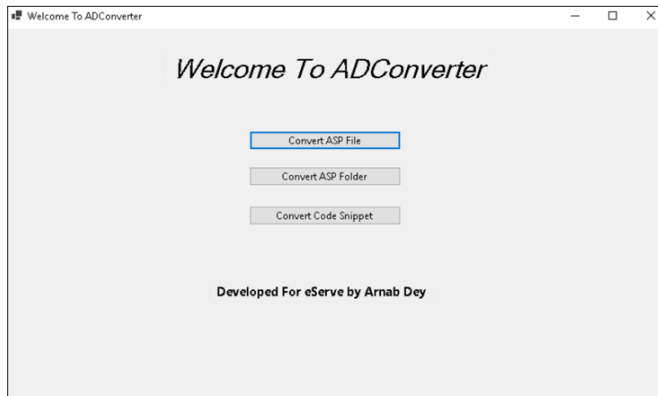 Welcome To ADConverter
Welcome To ADConverter
Convert ASP File
Convert ASP Folder
Convert Code Snippet
Developed For eServe by Arnab Dey